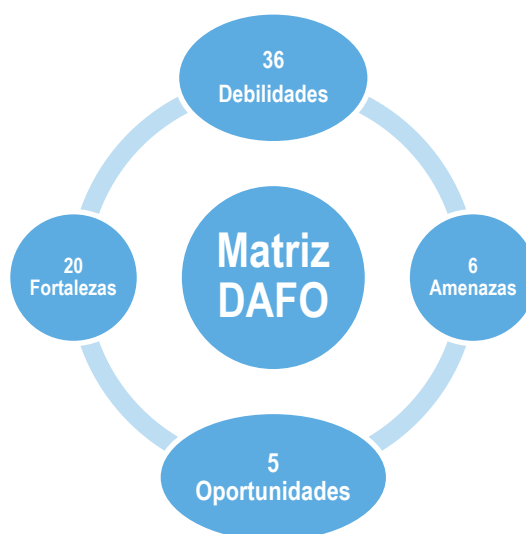 36
Debilidades
20
Fortalezas
Matriz
DAFO
6
Amenazas
5
Oportunidades